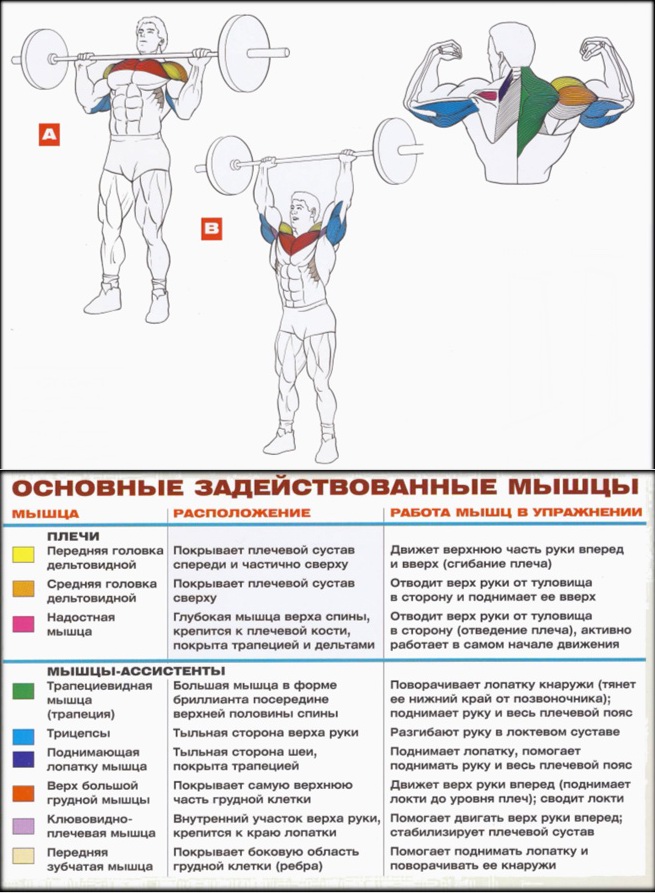 A
B
ОСНОВНЫЕ ЗАДЕЙСТВОВАННЫЕ МЫШЦЫ
МЫШЦА РАСПОЛОЖЕНИЕ РАБОТА МЫШЦ В УПРАЖНЕНИИ
ПЛЕЧИ
Передняя головка Покрывает плечевой сустав Движет верхнюю часть руки вперед
дельтовидной спереди и частично сверху и вверх (сгибание плеча)
Средняя головка Покрывает плечевой сустав Отводит верх руки от туловища
дельтовидной сверху в сторону и поднимает ее вверх
Надостная Глубокая мышца верха спины, Отводит верх руки от туловища
мышца крепится к плечевой кости, в сторону (отведение плеча), активно
покрыта трапецией и дельтами работает в самом начале движения
МЫШЦЫ-АССИСТЕНТЫ
Трапециевидная Большая мышца в форме Поворачивает лопатку кнаружи (тянет
мышца бриллианта посередине ее нижний край от позвоночника);
(трапеция) верхней половины спины поднимает руку и весь плечевой пояс
Трицепсы Тыльная сторона верха руки Разгибают руку в локтевом суставе
Поднимающая Тыльная сторона шеи, Поднимает лопатку, помогает
лопатку мышца покрыта трапецией поднимать руку и весь плечевой пояс
Верх большой Покрывает самую верхнюю Движет верх руки вперед (поднимает
грудной мышцы часть грудной клетки локти до уровня плеч); сводит локти
Клювовидно- Внутренний участок верха руки, Помогает двигать верх руки вперед;
плечевая мышца крепится к краю лопатки стабилизирует плечевой сустав
Передняя Покрывает боковую область Помогает поднимать лопатку и
зубчатая мышца грудной клетки (ребра) поворачивать ее кнаружи